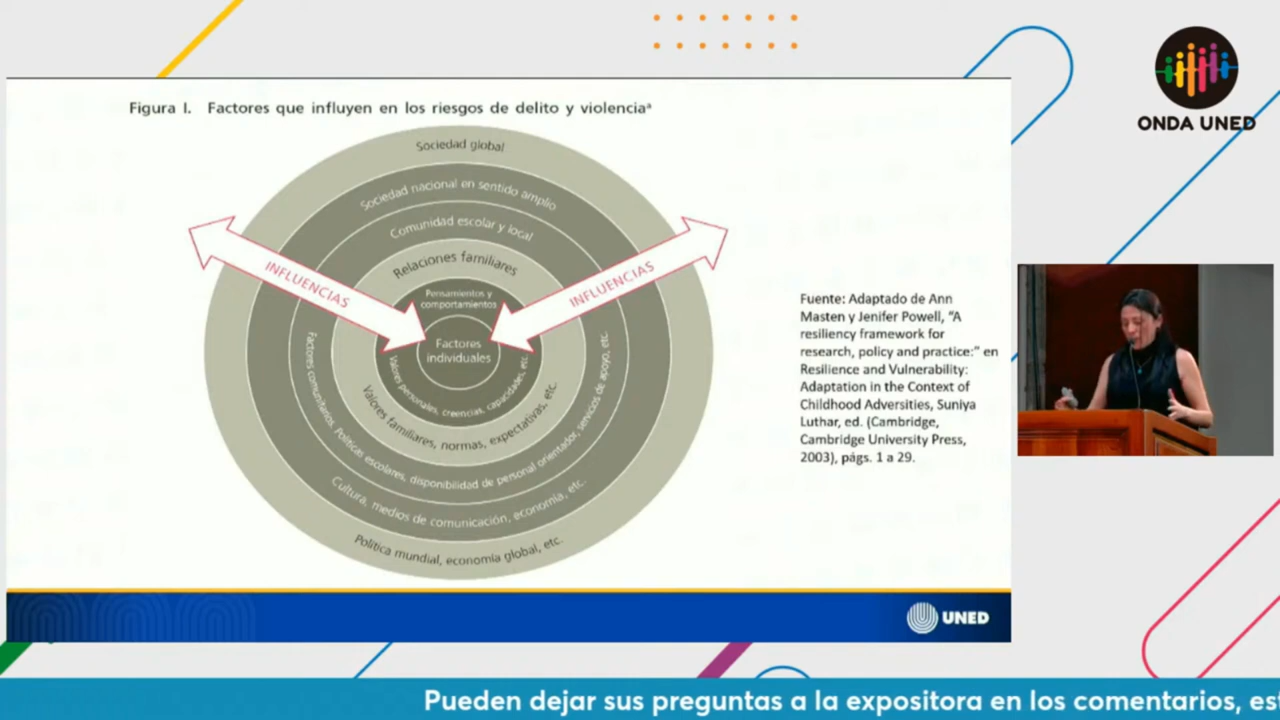 ONDA UNED
Figura I. Factores que influyen en los riesgos de delito y violenciaᵃ
Sociedad global
Sociedad nacional en sentido amplio
Comunidad escolar y local
Relaciones familiares
Pensamientos y
comportamientos
Factores
individuales
INFLUENCIAS
INFLUENCIAS
Valores personales, creencias, capacidades, etc.
Valores familiares, normas, expectativas, etc.
Factores comunitarios. Políticas escolares, disponibilidad de personal orientador, servicios de apoyo, etc.
Cultura, medios de comunicación, economía, etc.
Política mundial, economía global, etc.
Fuente: Adaptado de Ann
Masten y Jenifer Powell, “A
resiliency framework for
research, policy and practice:” en
Resilience and Vulnerability:
Adaptation in the Context of
Childhood Adversities, Suniya
Luthar, ed. (Cambridge,
Cambridge University Press,
2003), págs. 1 a 29.
UNED
Pueden dejar sus preguntas a la expositora en los comentarios, es